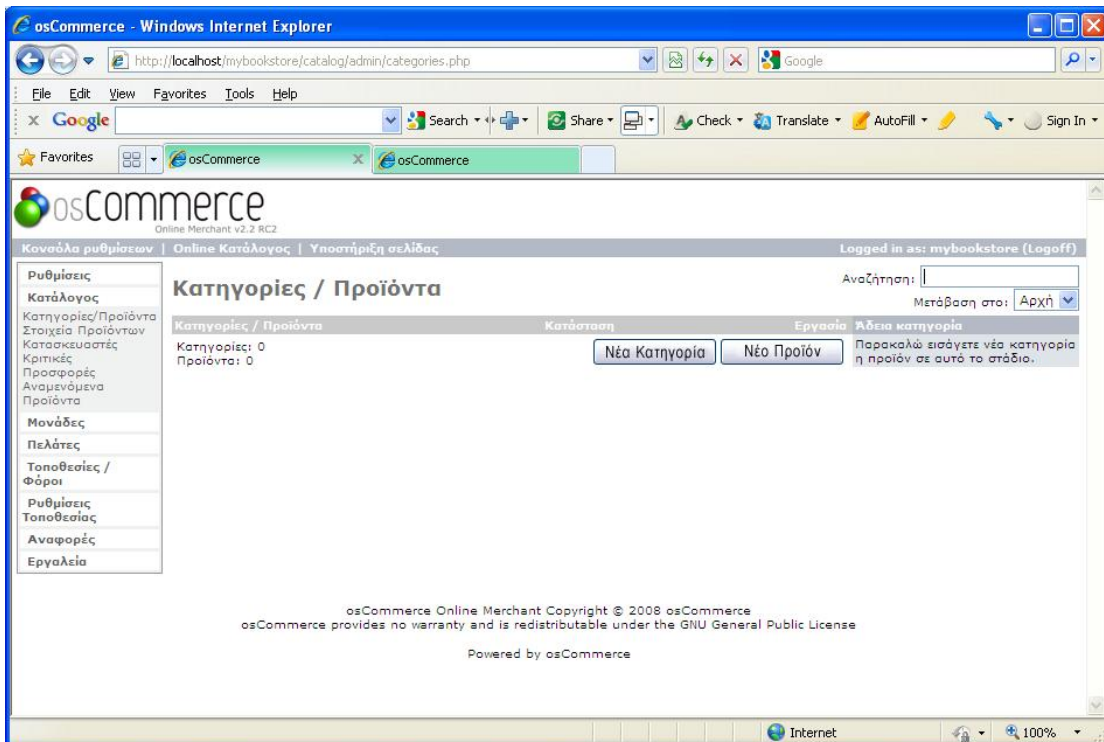 osCommerce - Windows Internet Explorer
http://localhost/mybookstore/catalog/admin/categories.php
Google
File Edit View Favorites Tools Help
x Google Search Share Check Translate AutoFill Sign In
Favorites osCommerce X osCommerce
osCommerce
Online Merchant v2.2 RC2
Κονσόλα ρυθμίσεων | Online Κατάλογος | Υποστήριξη σελίδας Logged in as: mybookstore (Logoff)
Ρυθμίσεις
Κατάλογος
Κατηγορίες/Προϊόντα
Στοιχεία Προϊόντων
Κατασκευαστές
Κριτικές
Προσφορές
Αναμενόμενα
Προϊόντα
Μονάδες
Πελάτες
Τοποθεσίες /
Φόροι
Ρυθμίσεις
Τοποθεσίας
Αναφορές
Εργαλεία
Κατηγορίες / Προϊόντα
Αναζήτηση:
Μετάβαση στο: Αρχή
Κατηγορίες / Προϊόντα Κατάσταση Εργασία Άδεια κατηγορία
Κατηγορίες: 0
Προϊόντα: 0
Νέα Κατηγορία Νέο Προϊόν
Παρακαλώ εισάγετε νέα κατηγορία
η προϊόν σε αυτό το στάδιο.
osCommerce Online Merchant Copyright © 2008 osCommerce
osCommerce provides no warranty and is redistributable under the GNU General Public License
Powered by osCommerce
Internet 100%